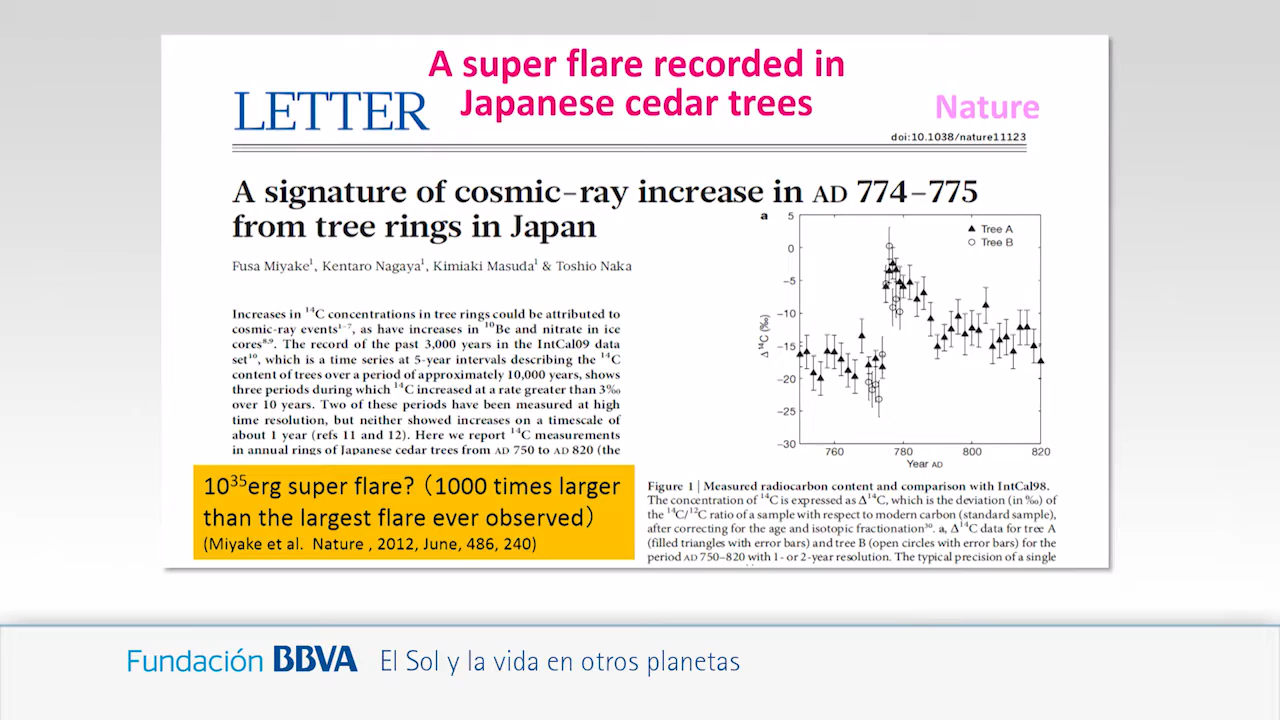 A super flare recorded in
Japanese cedar trees
LETTER
Nature
doi:10.1038/nature11123
A signature of cosmic-ray increase in AD 774–775
from tree rings in Japan
Fusa Miyake¹, Kentaro Nagaya¹, Kimiaki Masuda¹ & Toshio Naka
Increases in ¹⁴C concentrations in tree rings could be attributed to
cosmic-ray events¹⁻⁷, as have increases in ¹⁰Be and nitrate in ice
cores⁸,⁹. The record of the past 3,000 years in the IntCal09 data
set¹⁰, which is a time series at 5-year intervals describing the ¹⁴C
content of trees over a period of approximately 10,000 years, shows
three periods during which ¹⁴C increased at a rate greater than 3‰
over 10 years. Two of these periods have been measured at high
time resolution, but neither showed increases on a timescale of
about 1 year (refs 11 and 12). Here we report ¹⁴C measurements
in annual rings of Japanese cedar trees from AD 750 to AD 820 (the
10³⁵erg super flare?（1000 times larger
than the largest flare ever observed）
(Miyake et al. Nature , 2012, June, 486, 240)
a
5
0
−5
−10
−15
−20
−25
−30
Δ¹⁴C (‰)
Tree A
Tree B
760
780
800
820
Year AD
Figure 1 | Measured radiocarbon content and comparison with IntCal98.
The concentration of ¹⁴C is expressed as Δ¹⁴C, which is the deviation (in ‰) of
the ¹⁴C/¹²C ratio of a sample with respect to modern carbon (standard sample),
after correcting for the age and isotopic fractionation³⁰. a, Δ¹⁴C data for tree A
(filled triangles with error bars) and tree B (open circles with error bars) for the
period AD 750–820 with 1- or 2-year resolution. The typical precision of a single
Fundación BBVA El Sol y la vida en otros planetas